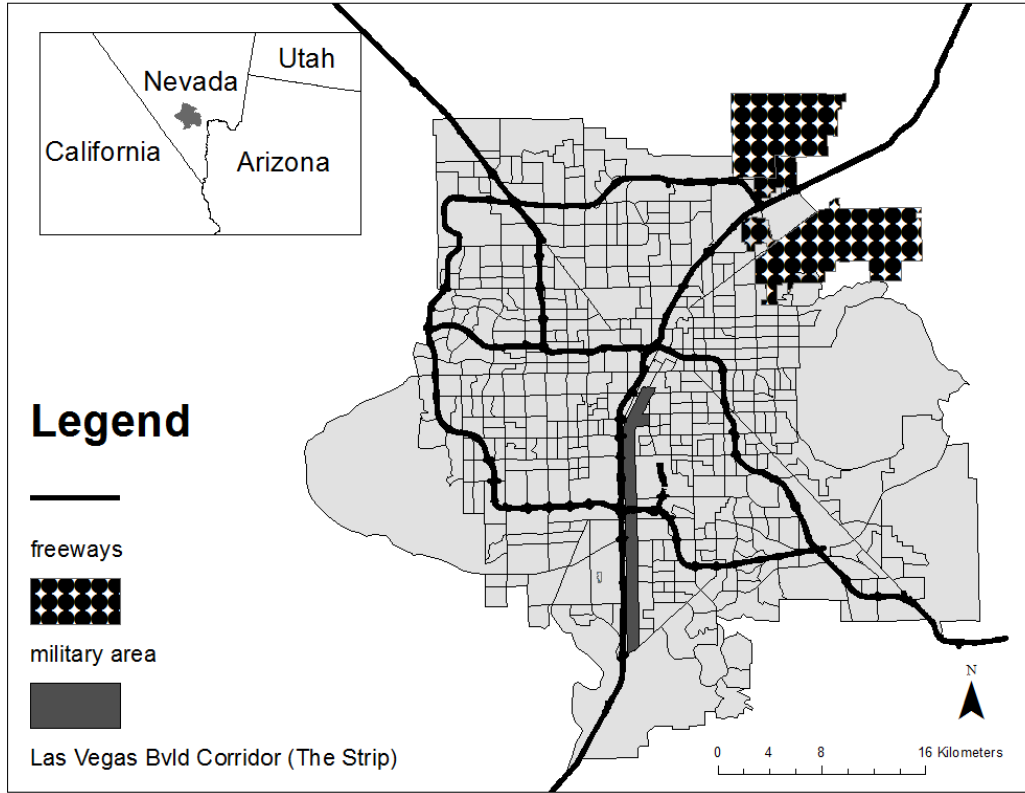 Utah
Nevada
California
Arizona
Legend
freeways
military area
Las Vegas Bvld Corridor (The Strip)
N
0 4 8 16 Kilometers